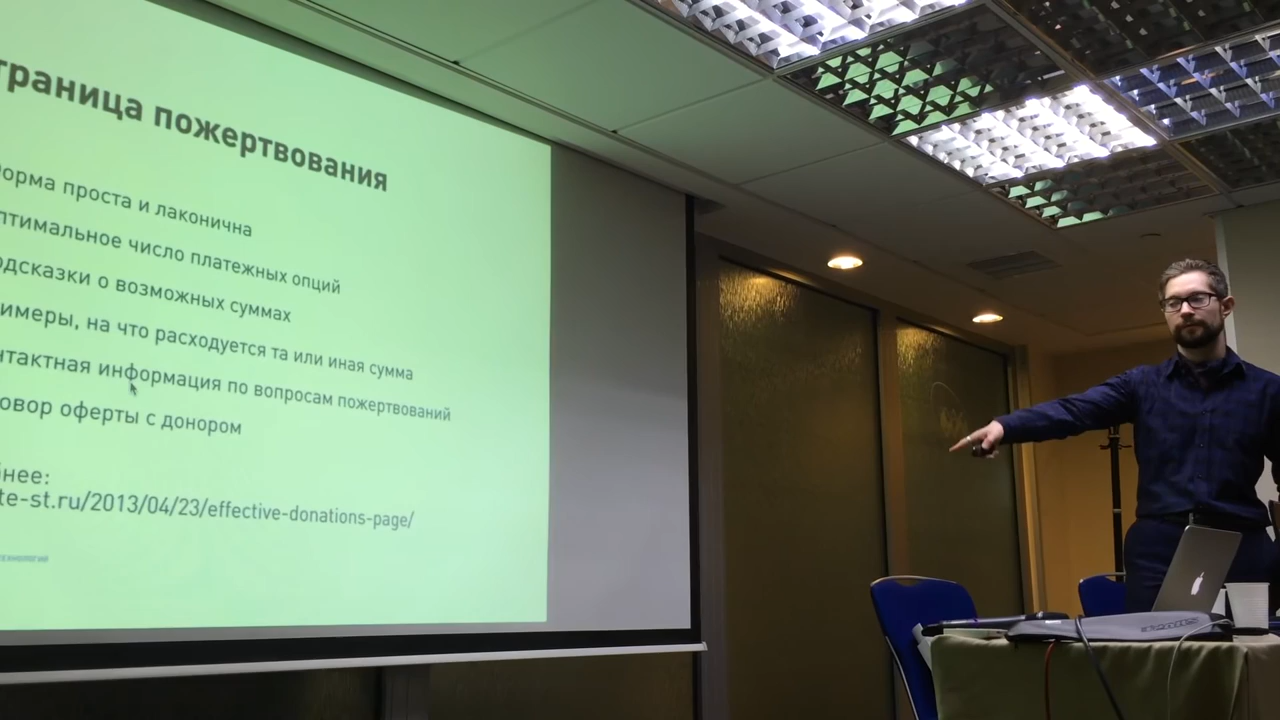 траница пожертвования
орма проста и лаконична
птимальное число платежных опций
одсказки о возможных суммах
имеры, на что расходуется та или иная сумма
нтактная информация по вопросам пожертвований
овор оферты с донором
нее:
te-st.ru/2013/04/23/effective-donations-page/